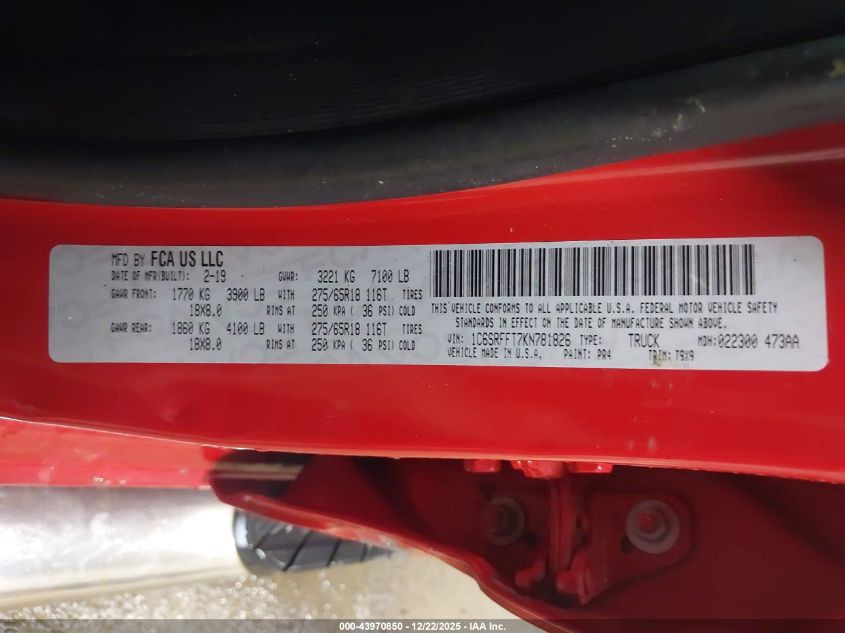 MFD BY FCA US LLC
DATE OF MFR(BUILT): 2-19 GVWR: 3221 KG 7100 LB
GAWR FRONT: 1770 KG 3900 LB WITH 275/65R18 116T TIRES
18X8.0 RIMS AT 250 KPA ( 36 PSI) COLD
GAWR REAR: 1860 KG 4100 LB WITH 275/65R18 116T TIRES
18X8.0 RIMS AT 250 KPA ( 36 PSI) COLD
THIS VEHICLE CONFORMS TO ALL APPLICABLE U.S.A. FEDERAL MOTOR VEHICLE SAFETY
STANDARDS IN EFFECT ON THE DATE OF MANUFACTURE SHOWN ABOVE.
VIN: 1C6SRFFT7KN781826 TYPE: TRUCK MDH:022300 473AA
VEHICLE MADE IN U.S.A. PAINT: PR4 TRIM: T9X9
000-43970850 - 12/22/2025 - IAA Inc.